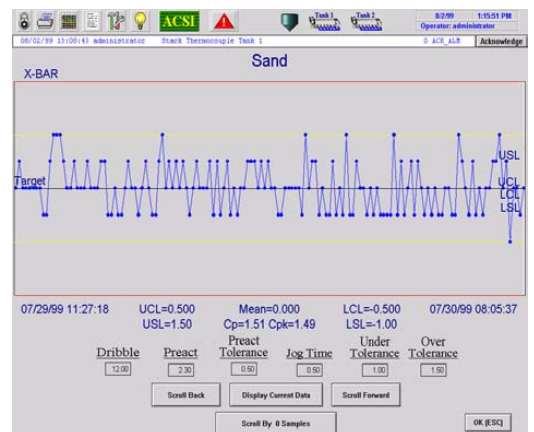 ACSI
Tank 1
Tank 2
8/2/99 1:15:51 PM
Operator: administrator
08/02/99 13:08:43 administrator Stack Thermocouple Tank 1
0 ACK_ALM
Acknowledge
Sand
X-BAR
Target
USL
UCL
LCL
LSL
07/29/99 11:27:18 UCL=0.500 Mean=0.000 LCL=-0.500 07/30/99 08:05:37
USL=1.50 Cp=1.51 Cpk=1.49 LSL=-1.00
Dribble Preact Preact Tolerance Jog Time Under Tolerance Over Tolerance
12.00 2.30 0.50 0.50 1.00 1.50
Scroll Back Display Current Data Scroll Forward
Scroll By 0 Samples
OK (ESC)